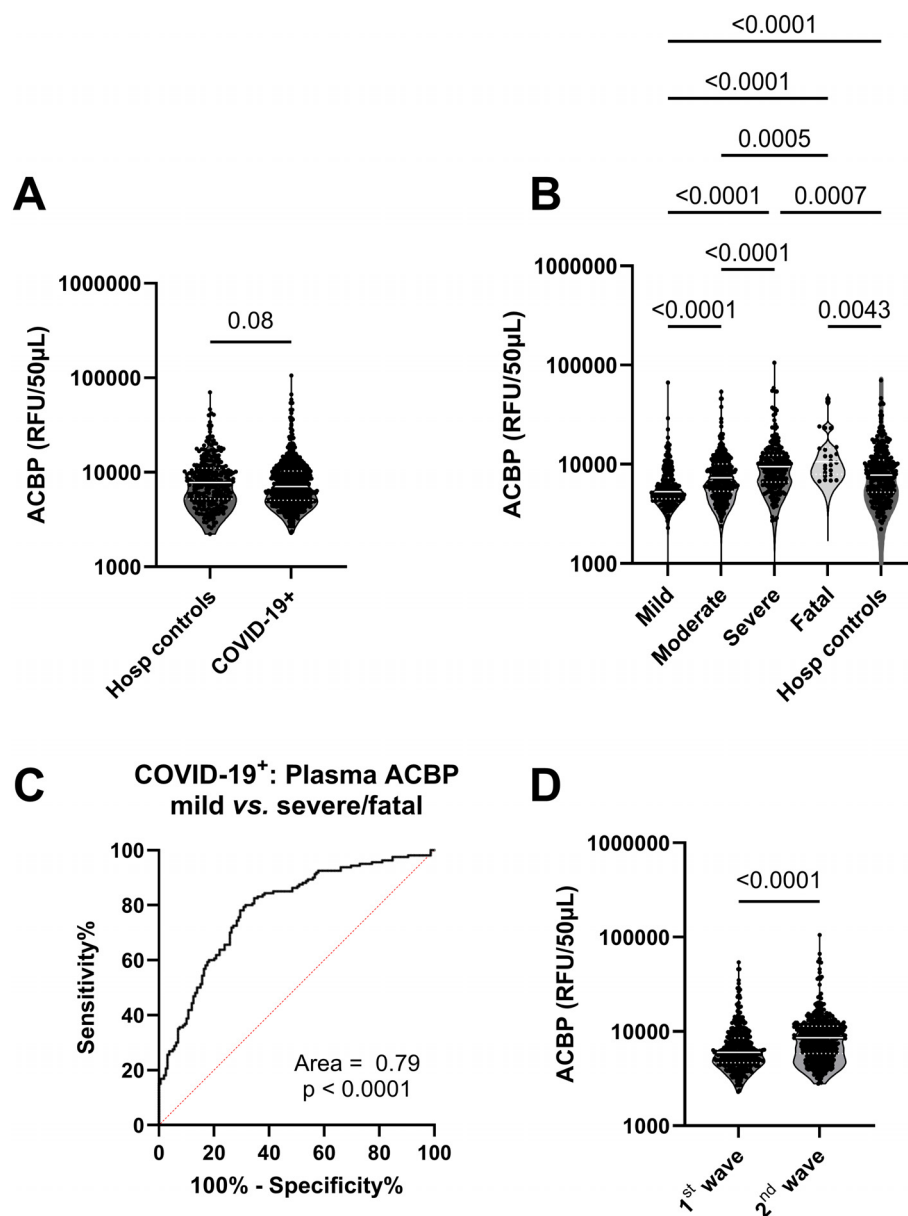 A
ACBP (RFU/50µL)
1000000
100000
10000
1000
0.08
Hosp controls
COVID-19+
B
<0.0001
<0.0001
0.0005
<0.0001
0.0007
<0.0001
<0.0001
0.0043
ACBP (RFU/50µL)
1000000
100000
10000
1000
Mild
Moderate
Severe
Fatal
Hosp controls
C
COVID-19⁺: Plasma ACBP
mild vs. severe/fatal
Sensitivity%
100
80
60
40
20
0
Area = 0.79
p < 0.0001
0 20 40 60 80 100
100% - Specificity%
D
ACBP (RFU/50µL)
1000000
100000
10000
1000
<0.0001
1st wave
2nd wave